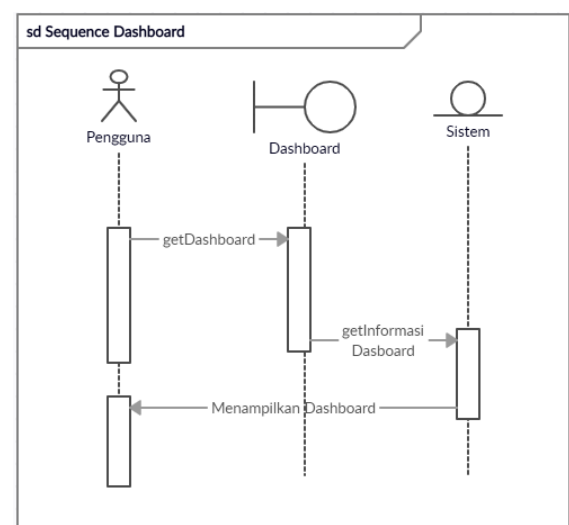 sd Sequence Dashboard
Pengguna
Dashboard
Sistem
getDashboard
getInformasi
Dasboard
Menampilkan Dashboard